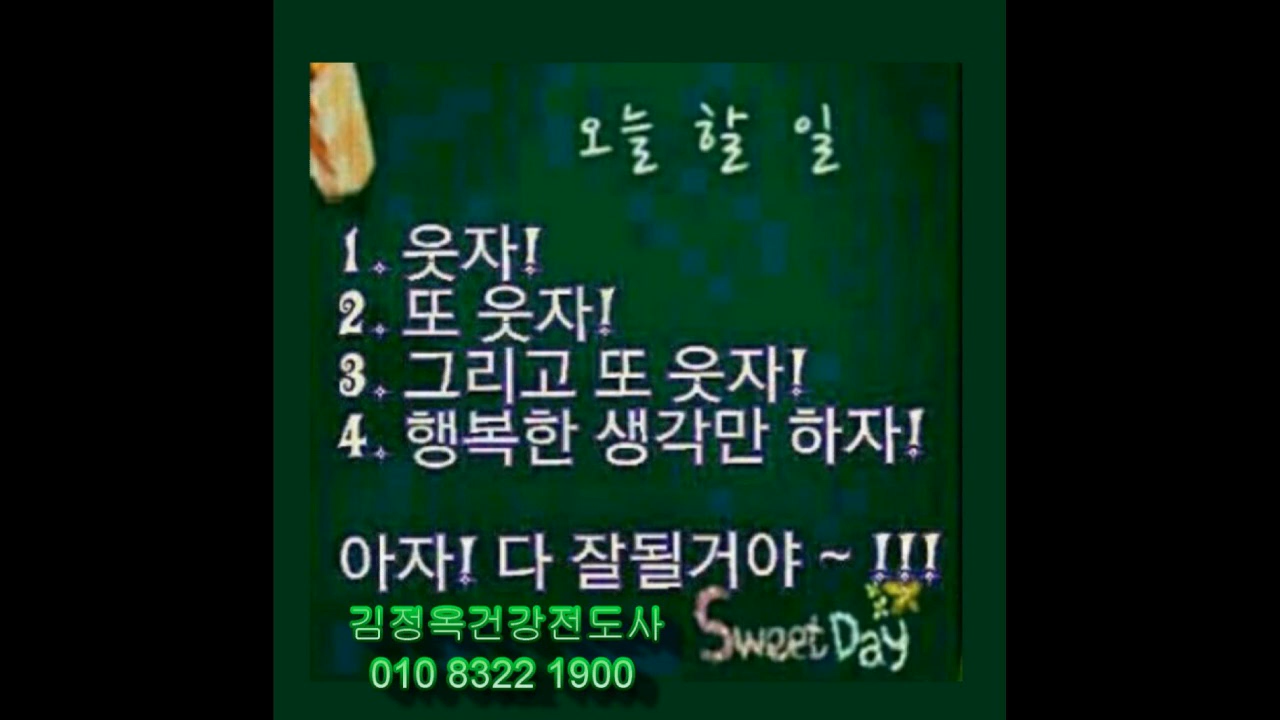 오늘 할 일
1. 웃자!
2. 또 웃자!
3. 그리고 또 웃자!
4. 행복한 생각만 하자!
아자! 다 잘될거야 ~ !!!
김정옥건강전도사
010 8322 1900
Sweet Day